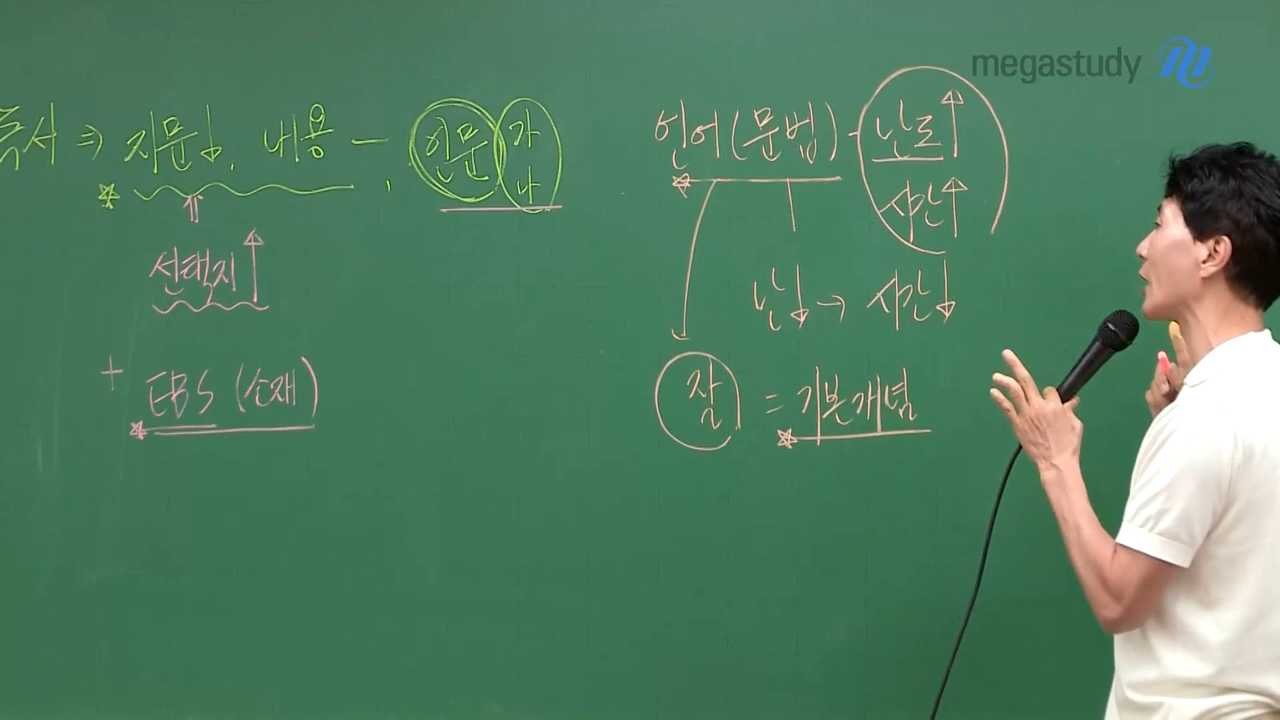 megastudy
독서 ⇒ 지문↓, 내용 - 인문 가 나
선택지↑
+ EBS (소재)
언어(문법) - 난도↑
시간↑
난↓ → 시간↓
잠 = 기본개념